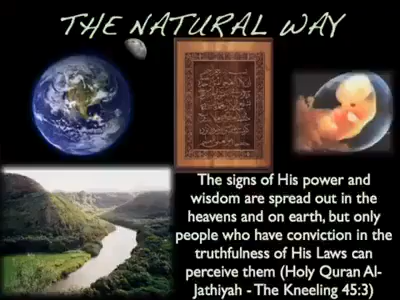 THE NATURAL WAY
The signs of His power and
wisdom are spread out in the
heavens and on earth, but only
people who have conviction in the
truthfulness of His Laws can
perceive them (Holy Quran Al-
Jathiyah - The Kneeling 45:3)